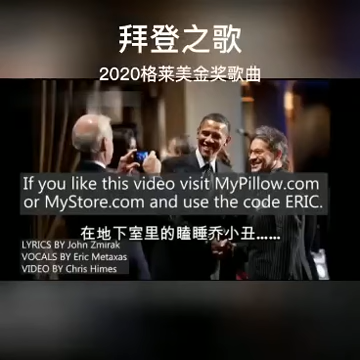 拜登之歌
2020格莱美金奖歌曲
If you like this video visit MyPillow.com
or MyStore.com and use the code ERIC.
在地下室里的瞌睡乔小丑……
LYRICS BY John Zmirak
VOCALS BY Eric Metaxas
VIDEO BY Chris Himes